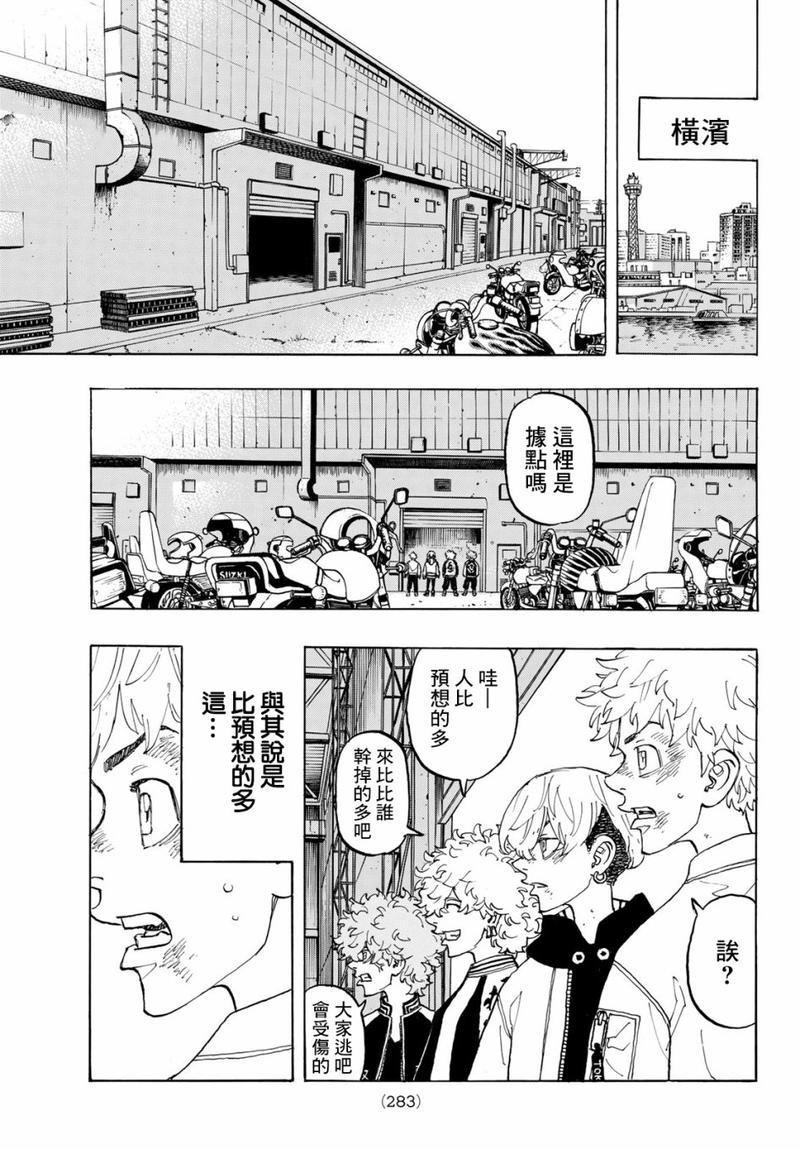 橫濱
這裡是
據點嗎
SUZUKI
哇—
人比
預想的多
來比比誰
幹掉的多吧
誒？
大家逃吧
會受傷的
TOK
與其說是
比預想的多
這⋯
(283)